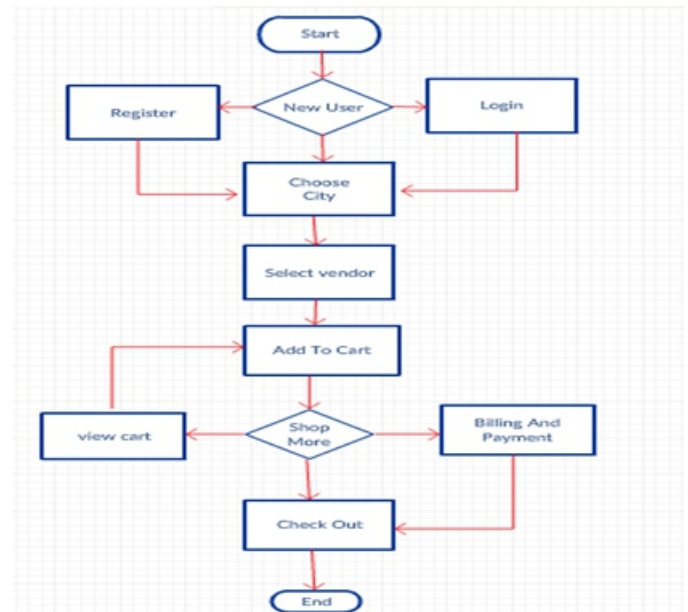 Start
New User
Register
Login
Choose
City
Select vendor
Add To Cart
Shop
More
view cart
Billing And
Payment
Check Out
End